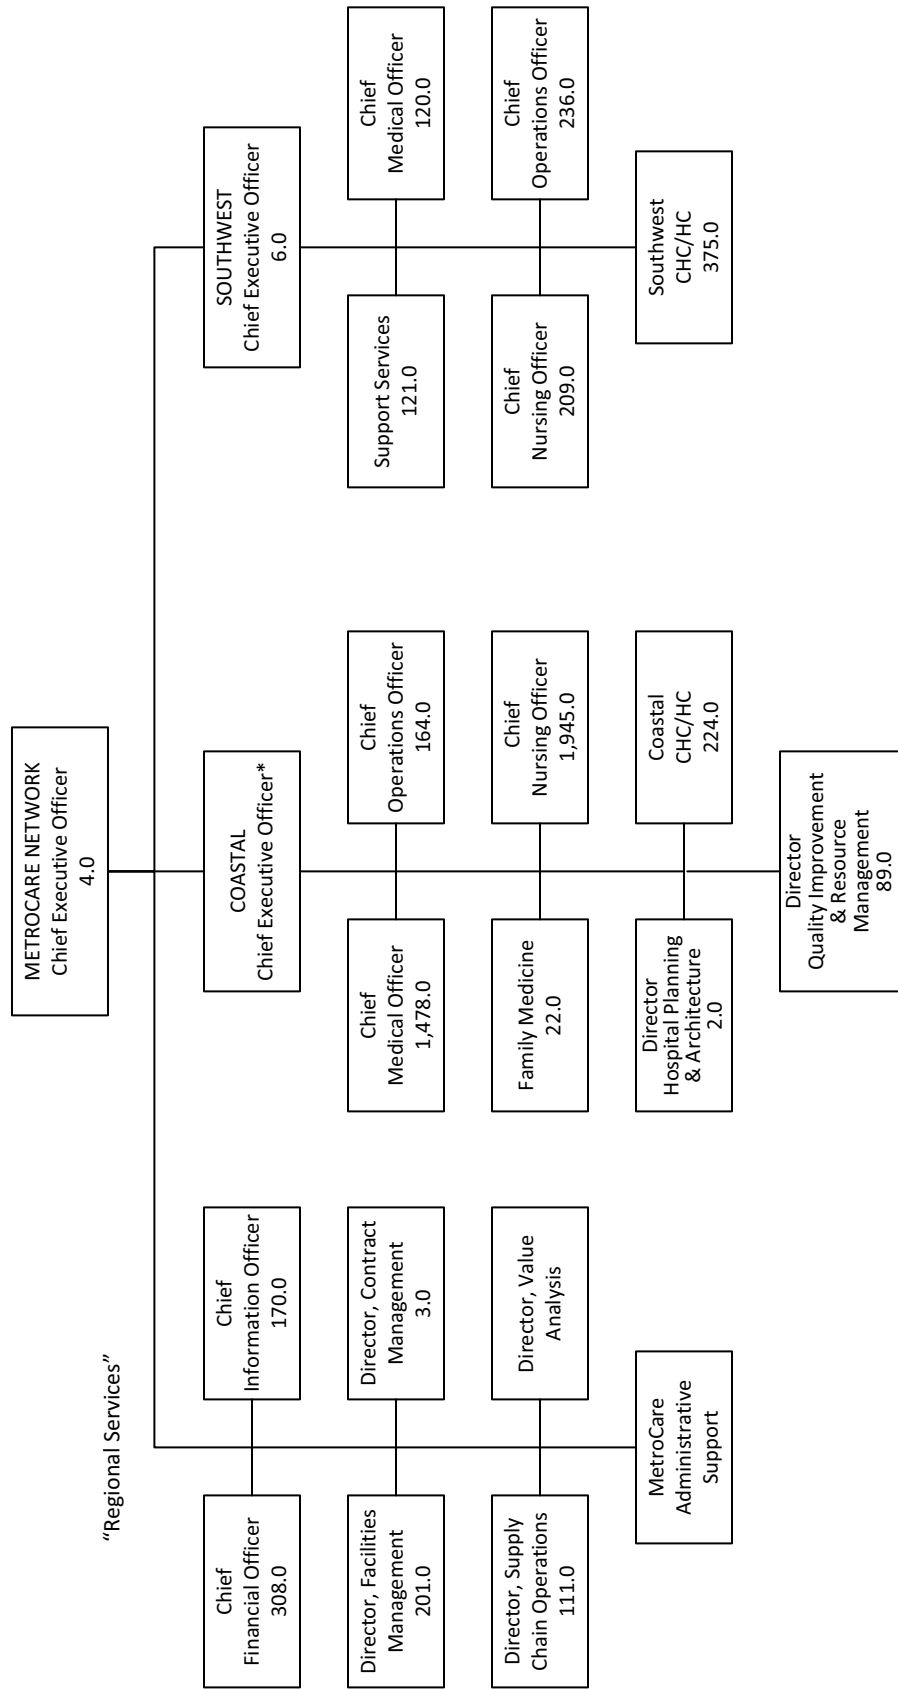 METROCARE NETWORK
Chief Executive Officer
4.0
"Regional Services"
Chief
Financial Officer
308.0
Chief
Information Officer
170.0
Director, Facilities
Management
201.0
Director, Contract
Management
3.0
Director, Supply
Chain Operations
111.0
Director, Value
Analysis
MetroCare
Administrative
Support
COASTAL
Chief Executive Officer*
Chief
Medical Officer
1,478.0
Chief
Operations Officer
164.0
Family Medicine
22.0
Chief
Nursing Officer
1,945.0
Director
Hospital Planning
& Architecture
2.0
Coastal
CHC/HC
224.0
Director
Quality Improvement
& Resource
Management
89.0
SOUTHWEST
Chief Executive Officer
6.0
Support Services
121.0
Chief
Medical Officer
120.0
Chief
Nursing Officer
209.0
Chief
Operations Officer
236.0
Southwest
CHC/HC
375.0